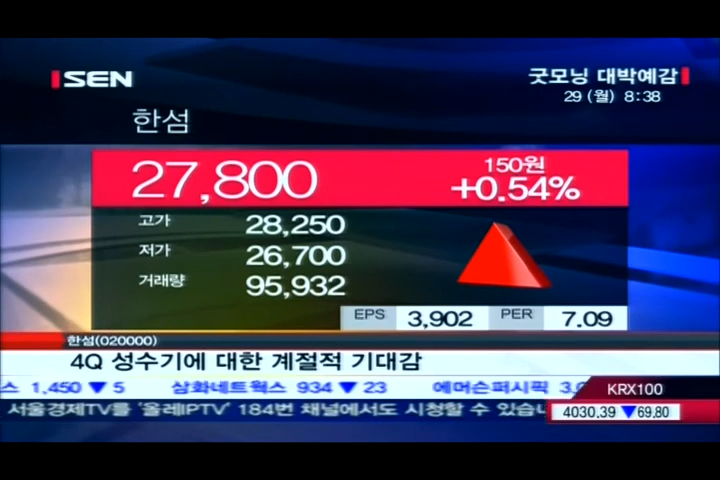 SEN
굿모닝 대박예감
29 (월) 8:38
한섬
27,800
150원
+0.54%
고가 28,250
저가 26,700
거래량 95,932
EPS 3,902 PER 7.09
한섬(020000)
4Q 성수기에 대한 계절적 기대감
스 1,450 ▼ 5 삼화네트웍스 934 ▼ 23 에머슨퍼시픽
KRX100
서울경제TV를 '올레IPTV' 184번 채널에서도 시청할 수 있습니
4030.39 ▼69.80